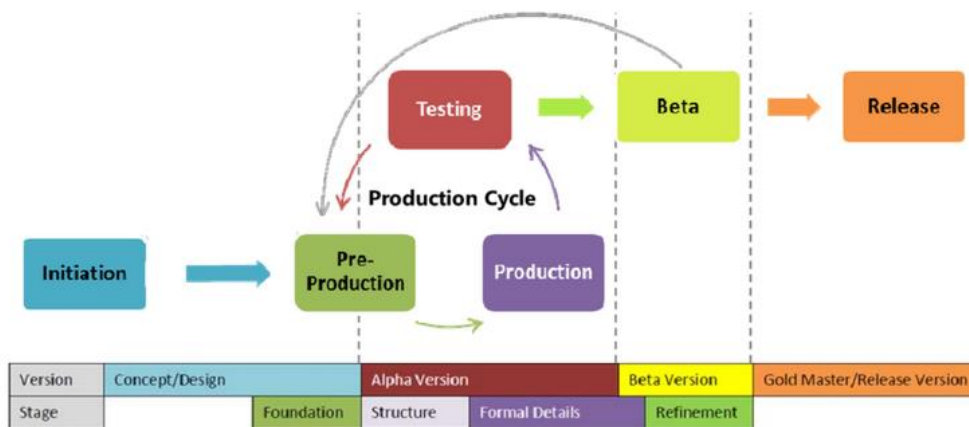 Testing
Beta
Release
Production Cycle
Initiation
Pre-
Production
Production
Version
Concept/Design
Alpha Version
Beta Version
Gold Master/Release Version
Stage
Foundation
Structure
Formal Details
Refinement